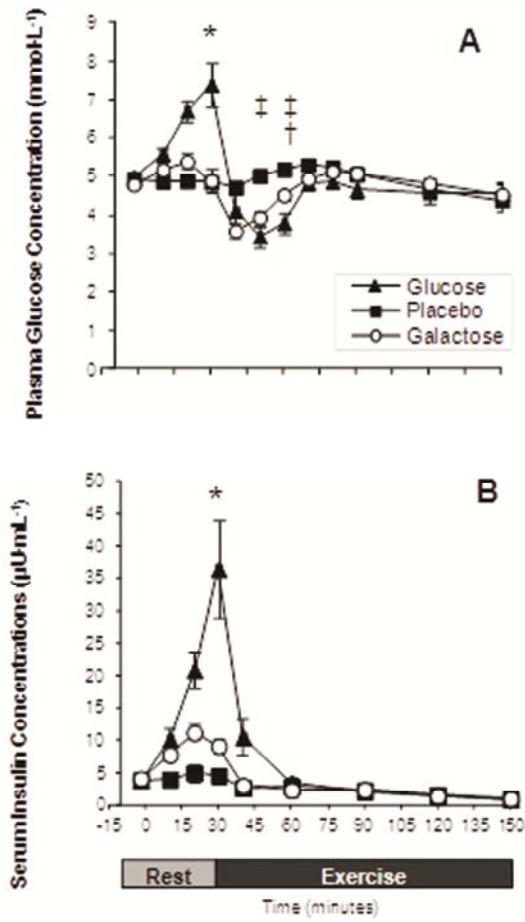 A
Plasma Glucose Concentration (mmol·L⁻¹)
9
8
7
6
5
4
3
2
1
0
*
‡ ‡
†
Glucose
Placebo
Galactose
B
Serum Insulin Concentrations (µU·mL⁻¹)
50
45
40
35
30
25
20
15
10
5
0
*
-15 0 15 30 45 60 75 90 105 120 135 150
Rest Exercise
Time (minutes)